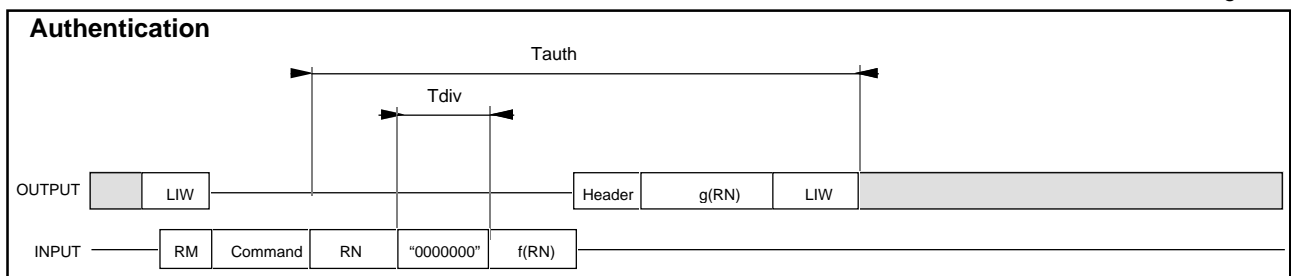 Authentication
Tauth
Tdiv
OUTPUT LIW Header g(RN) LIW
INPUT RM Command RN “0000000” f(RN)